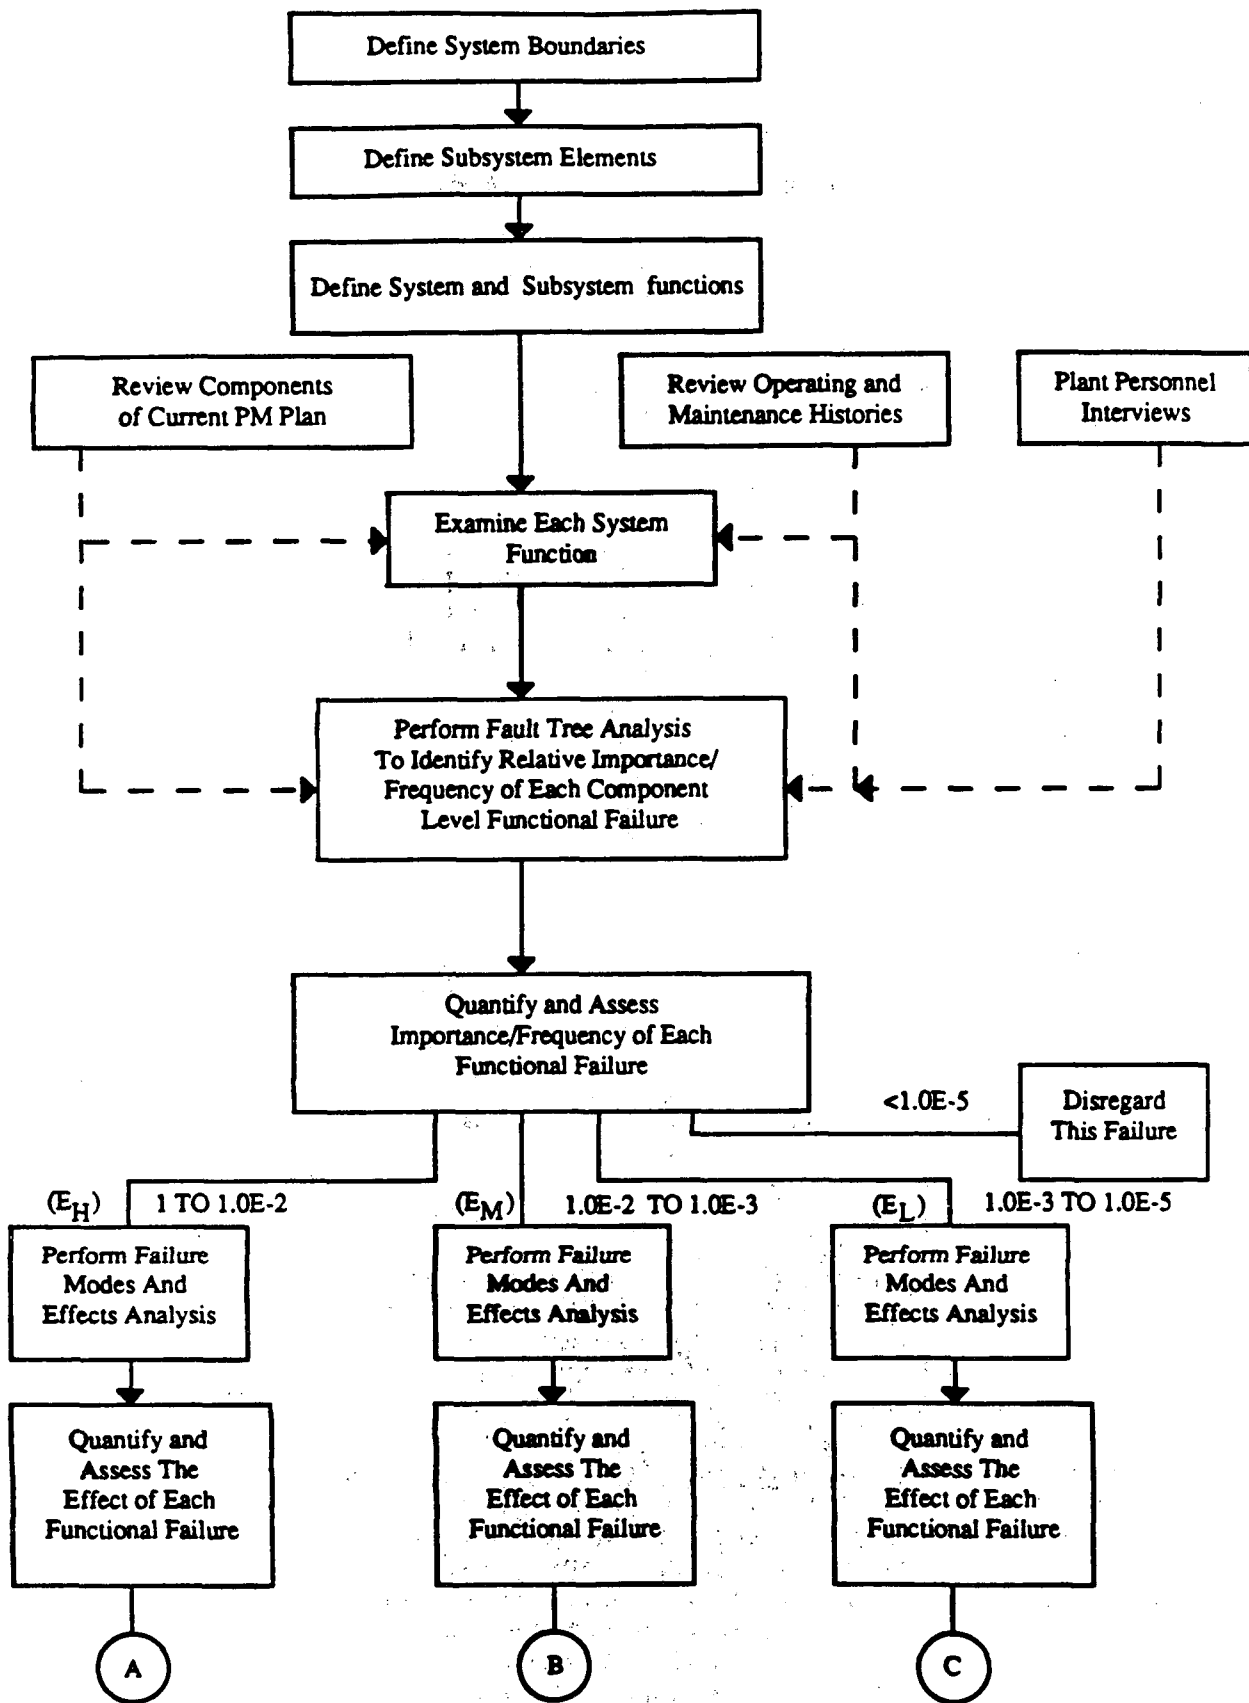 Define System Boundaries
Define Subsystem Elements
Define System and Subsystem functions
Review Components
of Current PM Plan
Review Operating and
Maintenance Histories
Plant Personnel
Interviews
Examine Each System
Function
Perform Fault Tree Analysis
To Identify Relative Importance/
Frequency of Each Component
Level Functional Failure
Quantify and Assess
Importance/Frequency of Each
Functional Failure
<1.0E-5
Disregard
This Failure
(EH) 1 TO 1.0E-2
(EM) 1.0E-2 TO 1.0E-3
(EL) 1.0E-3 TO 1.0E-5
Perform Failure
Modes And
Effects Analysis
Perform Failure
Modes And
Effects Analysis
Perform Failure
Modes And
Effects Analysis
Quantify and
Assess The
Effect of Each
Functional Failure
Quantify and
Assess The
Effect of Each
Functional Failure
Quantify and
Assess The
Effect of Each
Functional Failure
A
B
C